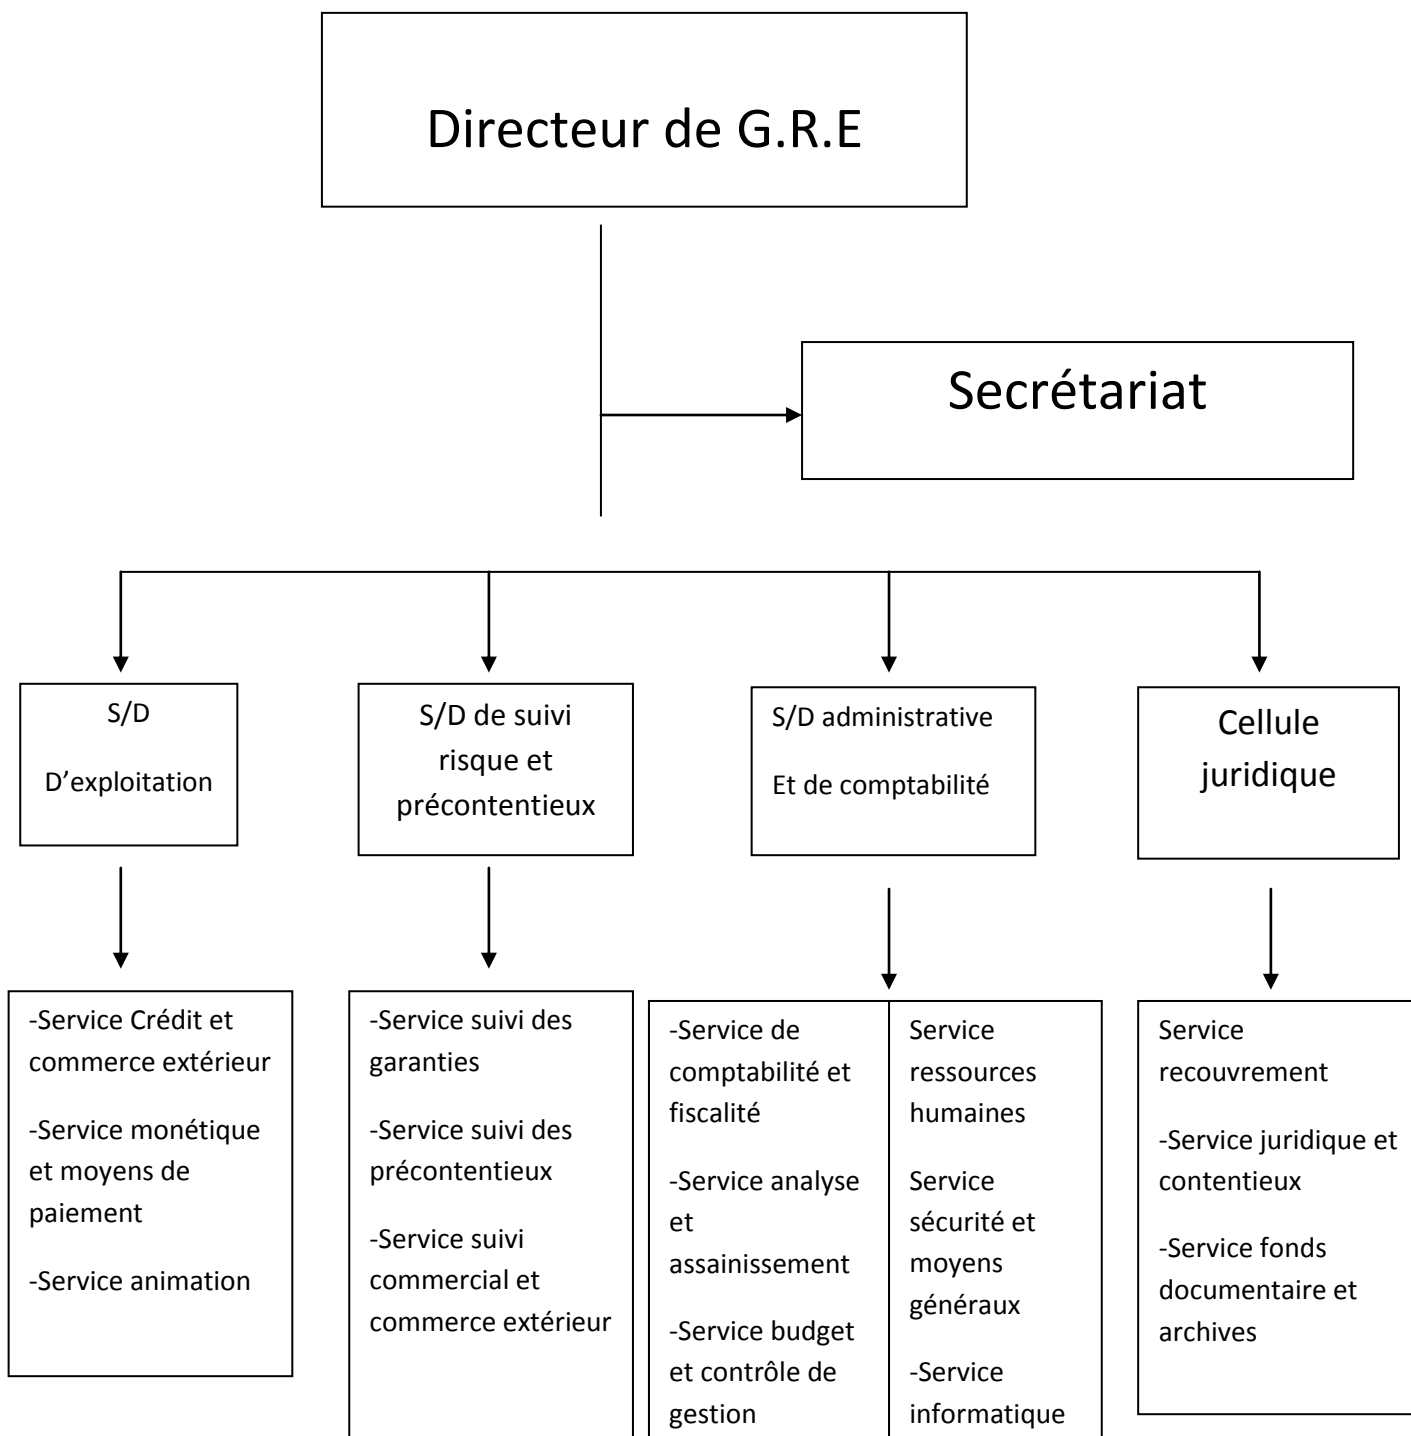 Directeur de G.R.E
Secrétariat
S/D
D’exploitation
S/D de suivi
risque et
précontentieux
S/D administrative
Et de comptabilité
Cellule
juridique
-Service Crédit et
commerce extérieur
-Service monétique
et moyens de
paiement
-Service animation
-Service suivi des
garanties
-Service suivi des
précontentieux
-Service suivi
commercial et
commerce extérieur
-Service de
comptabilité et
fiscalité
-Service analyse
et
assainissement
-Service budget
et contrôle de
gestion
Service
ressources
humaines
Service
sécurité et
moyens
généraux
-Service
informatique
Service
recouvrement
-Service juridique et
contentieux
-Service fonds
documentaire et
archives